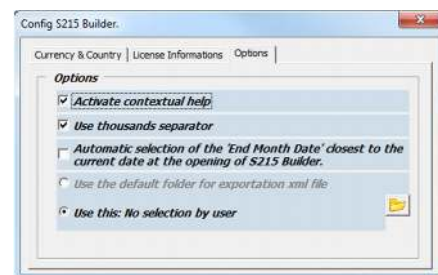 Config S215 Builder.
Currency & Country
License Informations
Options
Options
Activate contextual help
Use thousands separator
Automatic selection of the 'End Month Date' closest to the
current date at the opening of S215 Builder.
Use the default folder for exportation xml file
Use this: No selection by user